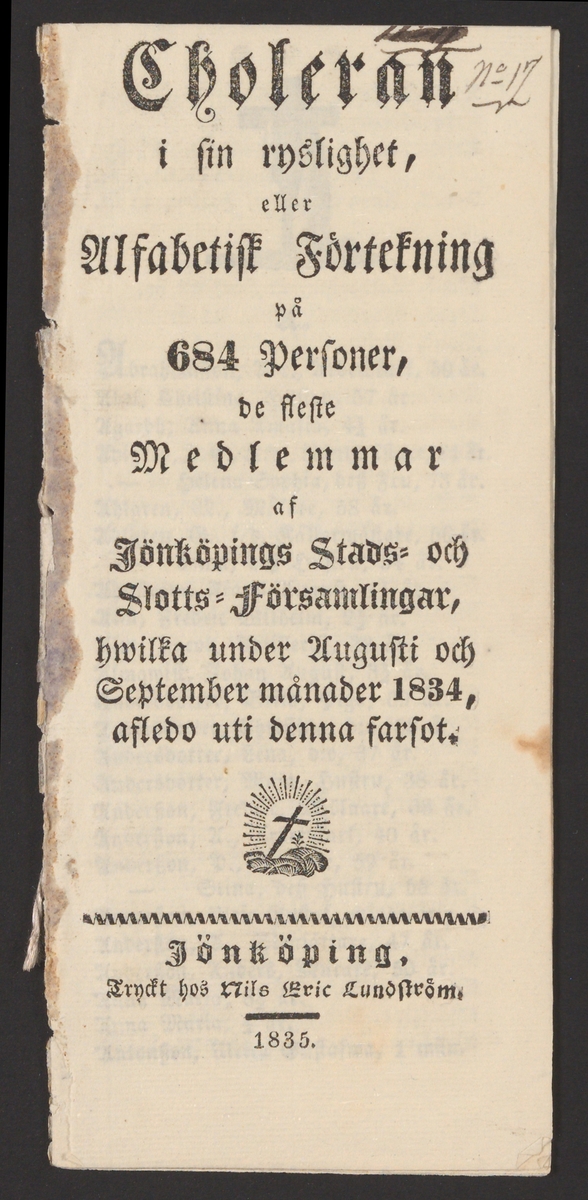 Choleran
No 17
i sin ryslighet,
eller
Alfabetisk Förtekning
på
684 Personer,
de fleste
Medlemmar
af
Jönköpings Stads- och
Slotts-Församlingar,
hwilka under Augusti och
September månader 1834,
afledo uti denna farsot.
Jönköping,
Tryckt hos Nils Eric Lundström.
1835.